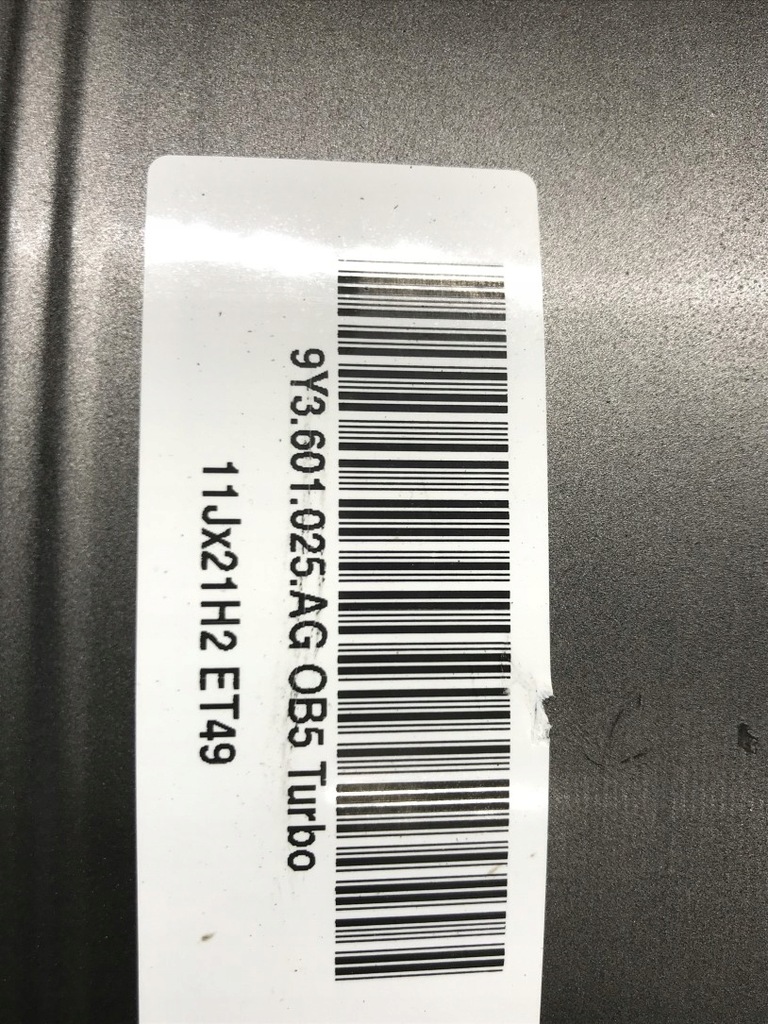 9Y3.601.025.AG OB5 Turbo
11Jx21H2 ET49